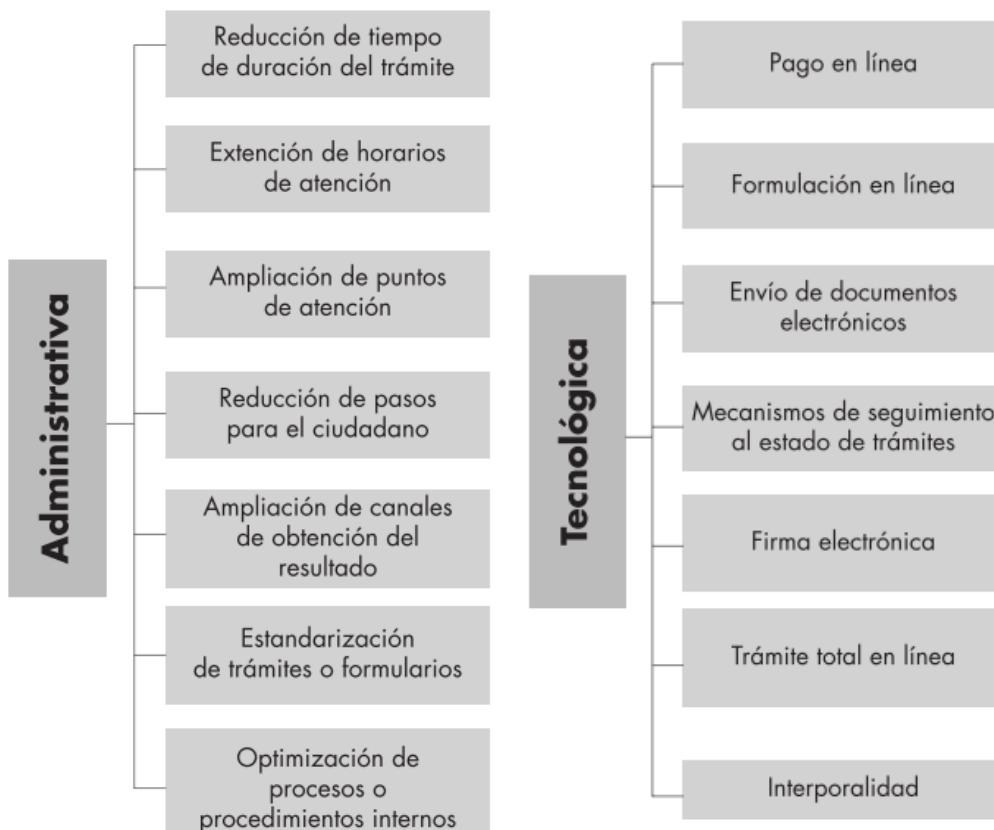 Administrativa
Reducción de tiempo
de duración del trámite
Extención de horarios
de atención
Ampliación de puntos
de atención
Reducción de pasos
para el ciudadano
Ampliación de canales
de obtención del
resultado
Estandarización
de trámites o formularios
Optimización de
procesos o
procedimientos internos
Tecnológica
Pago en línea
Formulación en línea
Envío de documentos
electrónicos
Mecanismos de seguimiento
al estado de trámites
Firma electrónica
Trámite total en línea
Interporalidad